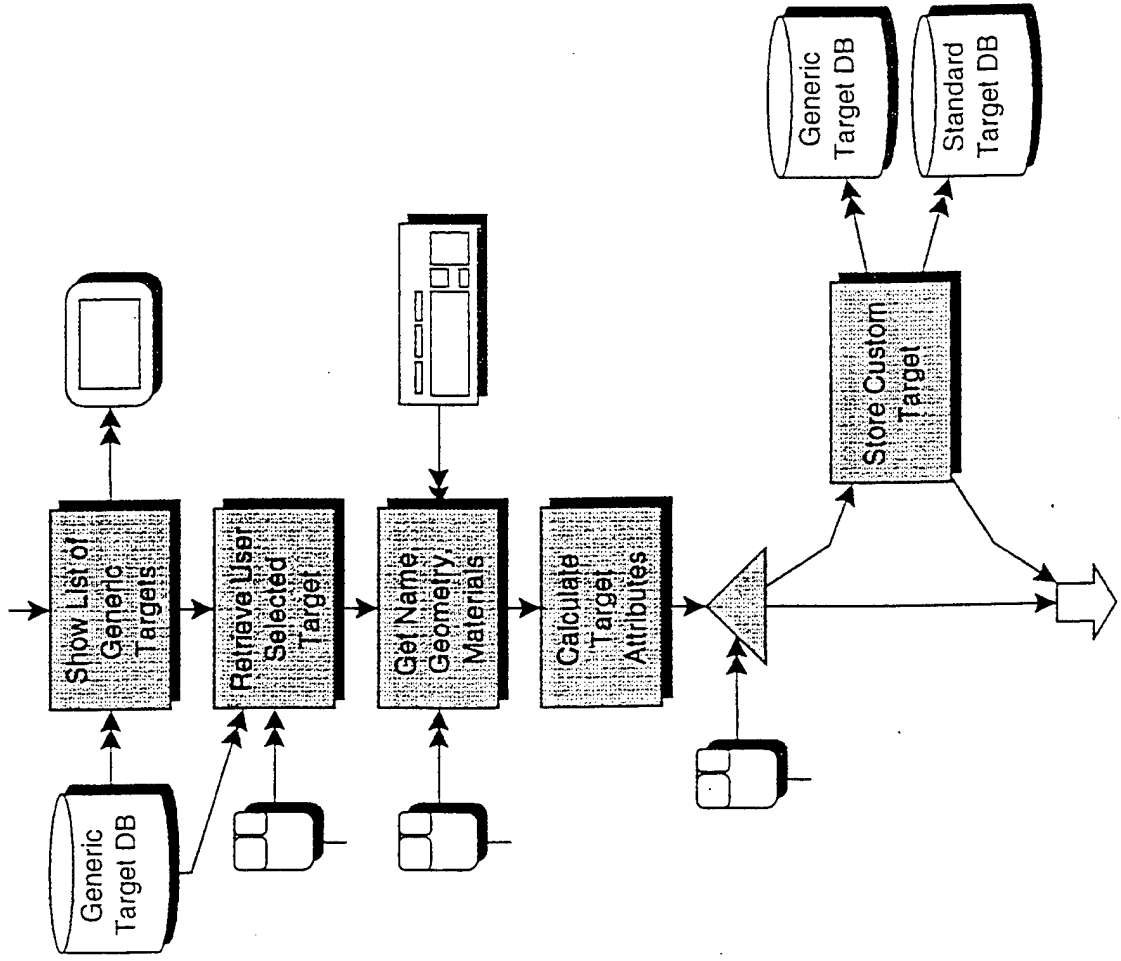 Generic
Target DB
Show List of
Generic
Targets
Retrieve User
Selected
Target
Get Name,
Geometry,
Materials
Calculate
Target
Attributes
Store Custom
Target
Generic
Target DB
Standard
Target DB